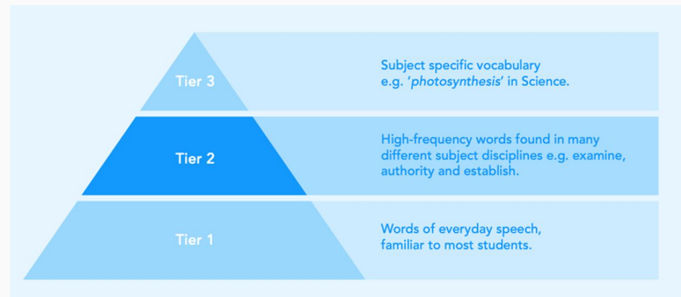 Tier 3
Subject specific vocabulary
e.g. 'photosynthesis' in Science.
Tier 2
High-frequency words found in many
different subject disciplines e.g. examine,
authority and establish.
Tier 1
Words of everyday speech,
familiar to most students.